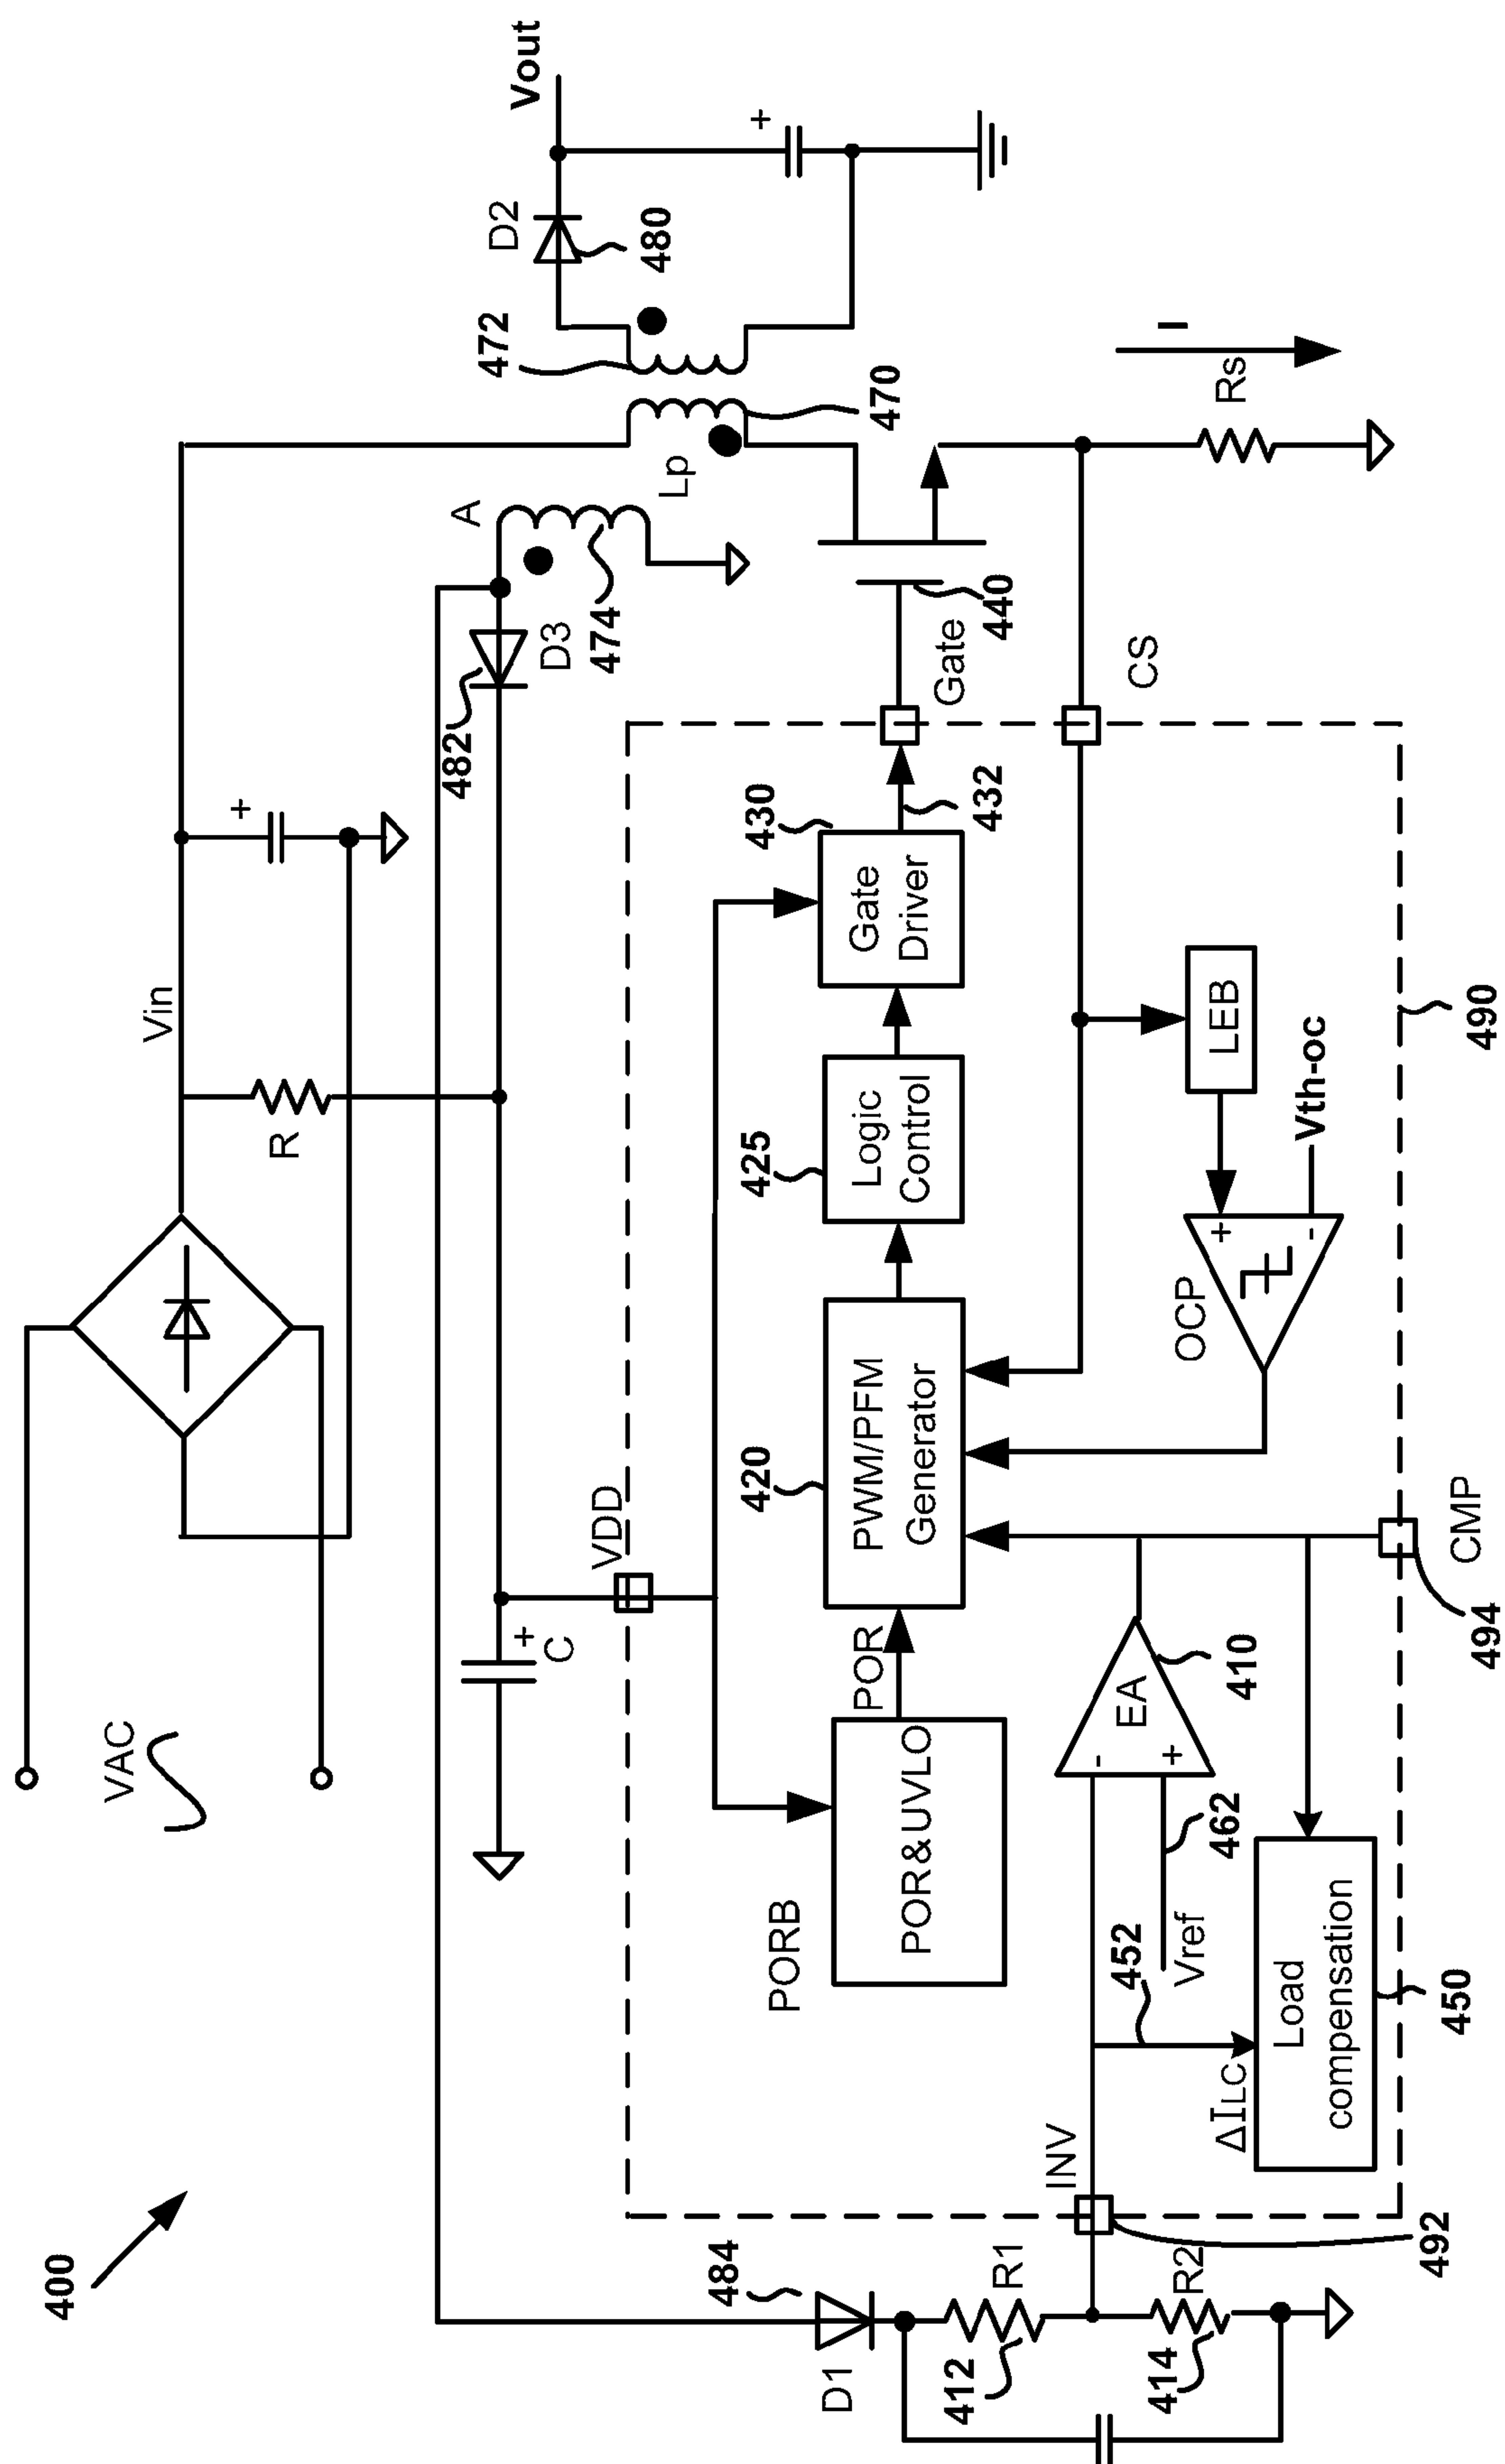 400
VAC
Vin
R
+
Vout
D2
+
480
472
470
Lp
A
474
D3
482
C
+
VDD
440
Gate
I
Rs
CS
430
432
Gate
Driver
425
Logic
Control
420
PWM/PFM
Generator
POR
PORB
POR&UVLO
LEB
Vth-oc
OCP
+
-
490
CMP
494
EA
410
-
+
462
Vref
452
ΔILC
Load
compensation
450
INV
492
484
D1
R1
412
R2
414